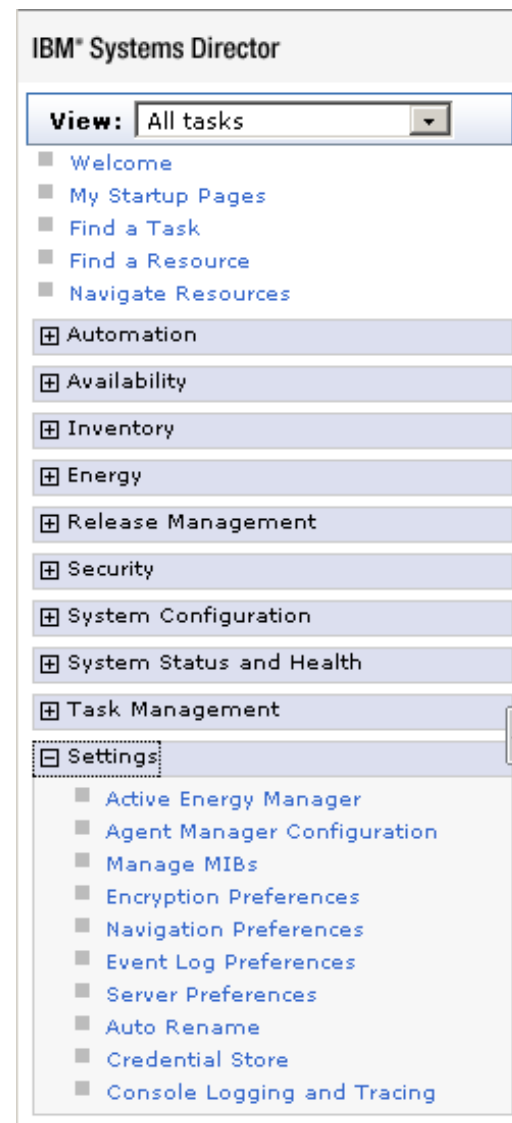 IBM® Systems Director
View: All tasks
Welcome
My Startup Pages
Find a Task
Find a Resource
Navigate Resources
Automation
Availability
Inventory
Energy
Release Management
Security
System Configuration
System Status and Health
Task Management
Settings
Active Energy Manager
Agent Manager Configuration
Manage MIBs
Encryption Preferences
Navigation Preferences
Event Log Preferences
Server Preferences
Auto Rename
Credential Store
Console Logging and Tracing